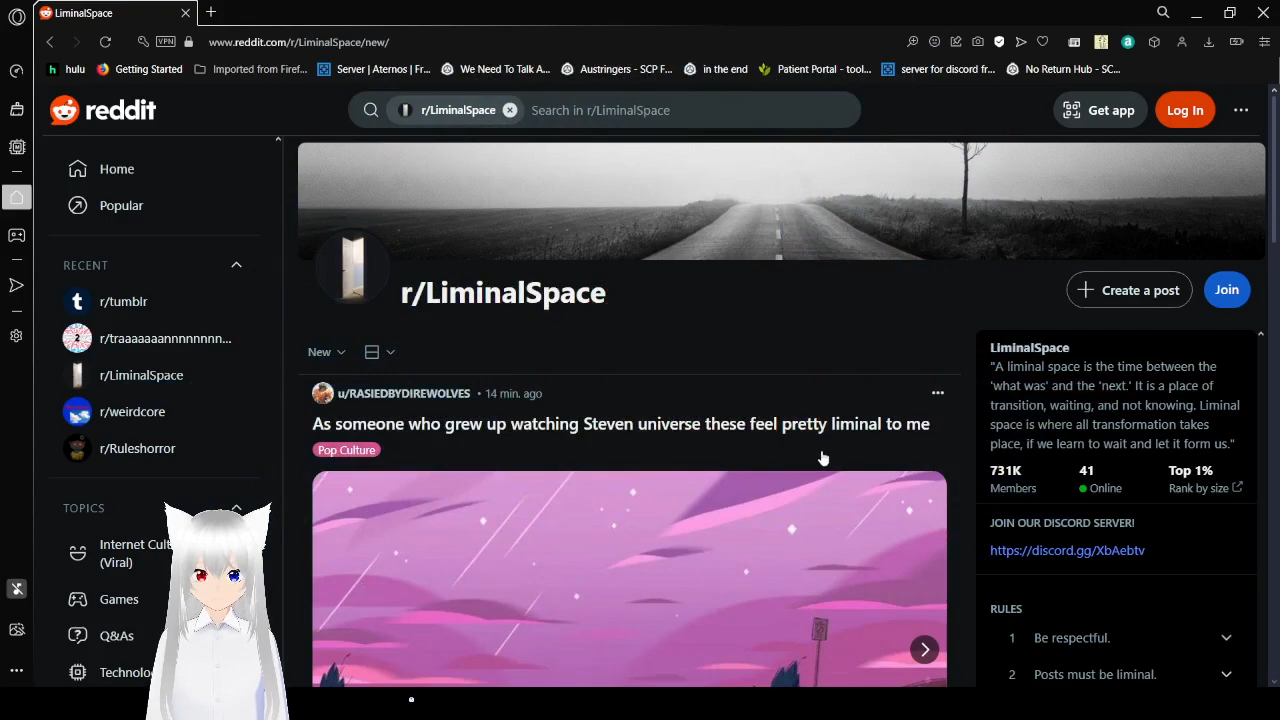 LiminalSpace
VPN
www.reddit.com/r/LiminalSpace/new/
hulu
Getting Started
Imported from Firef...
Server | Aternos | Fr...
We Need To Talk A...
Austringers - SCP F...
in the end
Patient Portal - tool...
server for discord fr...
No Return Hub - SC...
reddit
r/LiminalSpace
Search in r/LiminalSpace
Get app
Log In
Home
Popular
RECENT
r/tumblr
r/traaaaaaannnnnnnn...
r/LiminalSpace
r/weirdcore
r/Ruleshorror
TOPICS
Internet Cult
(Viral)
Games
Q&As
Technolo
r/LiminalSpace
Create a post
Join
New
u/RASIEDBYDIREWOLVES • 14 min. ago
As someone who grew up watching Steven universe these feel pretty liminal to me
Pop Culture
LiminalSpace
"A liminal space is the time between the
'what was' and the 'next.' It is a place of
transition, waiting, and not knowing. Liminal
space is where all transformation takes
place, if we learn to wait and let it form us."
731K
Members
41
Online
Top 1%
Rank by size
JOIN OUR DISCORD SERVER!
https://discord.gg/XbAebtv
RULES
1 Be respectful.
2 Posts must be liminal.